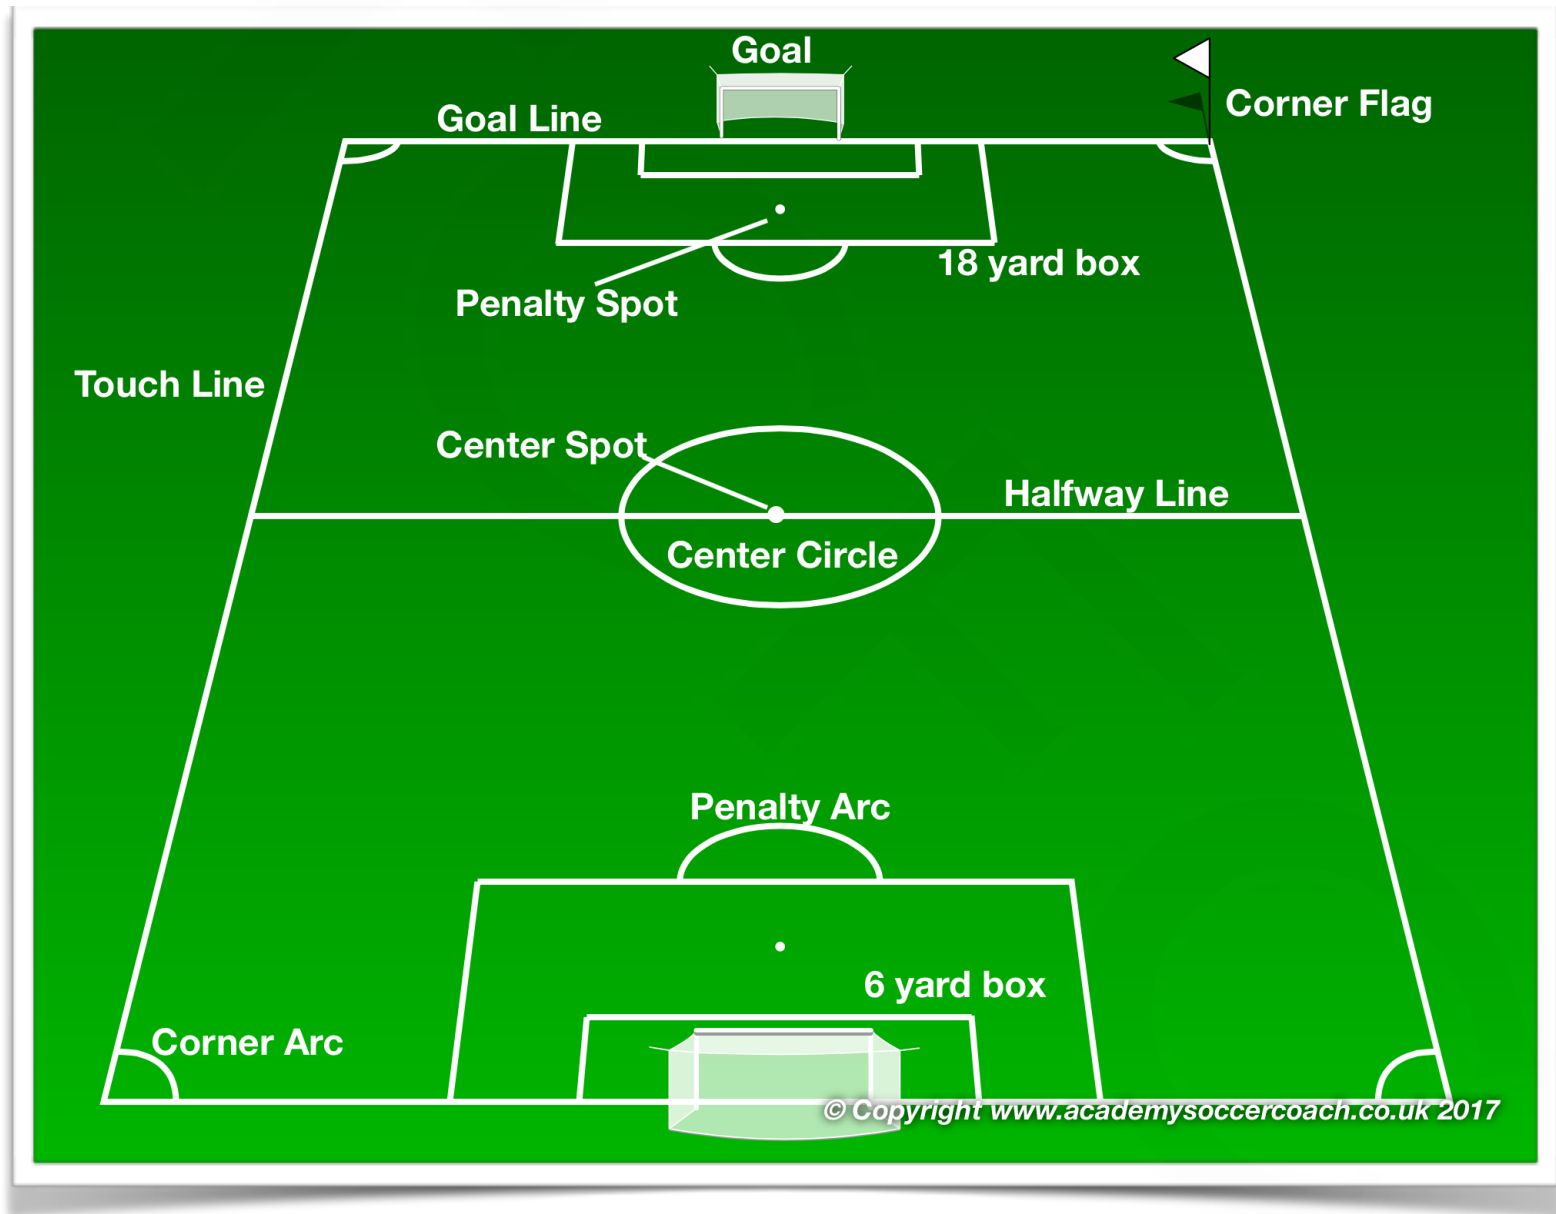 Goal
Corner Flag
Goal Line
18 yard box
Penalty Spot
Touch Line
Center Spot
Halfway Line
Center Circle
Penalty Arc
6 yard box
Corner Arc
© Copyright www.academysoccercoach.co.uk 2017